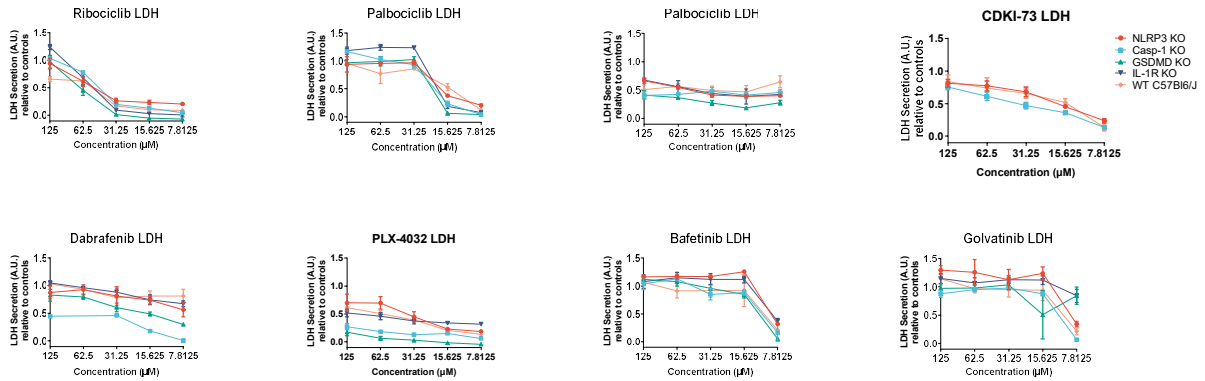 Ribociclib LDH
LDH Secretion (A.U.)
relative to controls
1.5
1.0
0.5
0.0
125 62.5 31.25 15.625 7.8125
Concentration (µM)
Palbociclib LDH
LDH Secretion (A.U.)
relative to controls
1.5
1.0
0.5
0.0
125 62.5 31.25 15.625 7.8125
Concentration (µM)
Palbociclib LDH
LDH Secretion (A.U.)
relative to controls
1.5
1.0
0.5
0.0
125 62.5 31.25 15.625 7.8125
Concentration (µM)
CDKI-73 LDH
LDH Secretion (A.U.)
relative to controls
1.5
1.0
0.5
0.0
125 62.5 31.25 15.625 7.8125
Concentration (µM)
NLRP3 KO
Casp-1 KO
GSDMD KO
IL-1R KO
WT C57Bl6/J
Dabrafenib LDH
LDH Secretion (A.U.)
relative to controls
1.5
1.0
0.5
0.0
125 62.5 31.25 15.625 7.8125
Concentration (µM)
PLX-4032 LDH
LDH Secretion (A.U.)
relative to controls
1.5
1.0
0.5
0.0
125 62.5 31.25 15.625 7.8125
Concentration (µM)
Bafetinib LDH
LDH Secretion (A.U.)
relative to controls
1.5
1.0
0.5
0.0
125 62.5 31.25 15.625 7.8125
Concentration (µM)
Golvatinib LDH
LDH Secretion (A.U.)
relative to controls
1.5
1.0
0.5
0.0
125 62.5 31.25 15.625 7.8125
Concentration (µM)